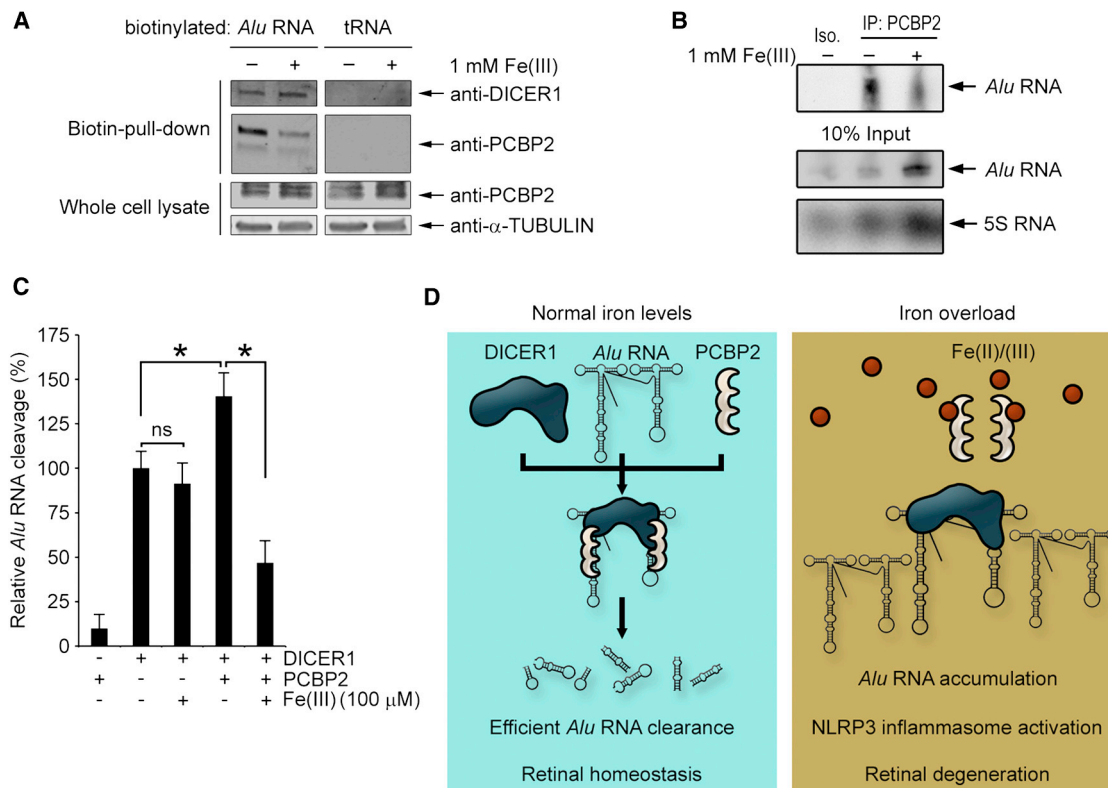 A
biotinylated: Alu RNA tRNA
− + − + 1 mM Fe(III)
Biotin-pull-down
anti-DICER1
anti-PCBP2
Whole cell lysate
anti-PCBP2
anti-α-TUBULIN
B
Iso. IP: PCBP2
1 mM Fe(III) − − +
Alu RNA
10% Input
Alu RNA
5S RNA
C
Relative Alu RNA cleavage (%)
175
150
125
100
75
50
25
0
* *
ns
- + + + + DICER1
+ - - + + PCBP2
- - + - + Fe(III) (100 μM)
D
Normal iron levels
DICER1 Alu RNA PCBP2
Efficient Alu RNA clearance
Retinal homeostasis
Iron overload
Fe(II)/(III)
Alu RNA accumulation
NLRP3 inflammasome activation
Retinal degeneration